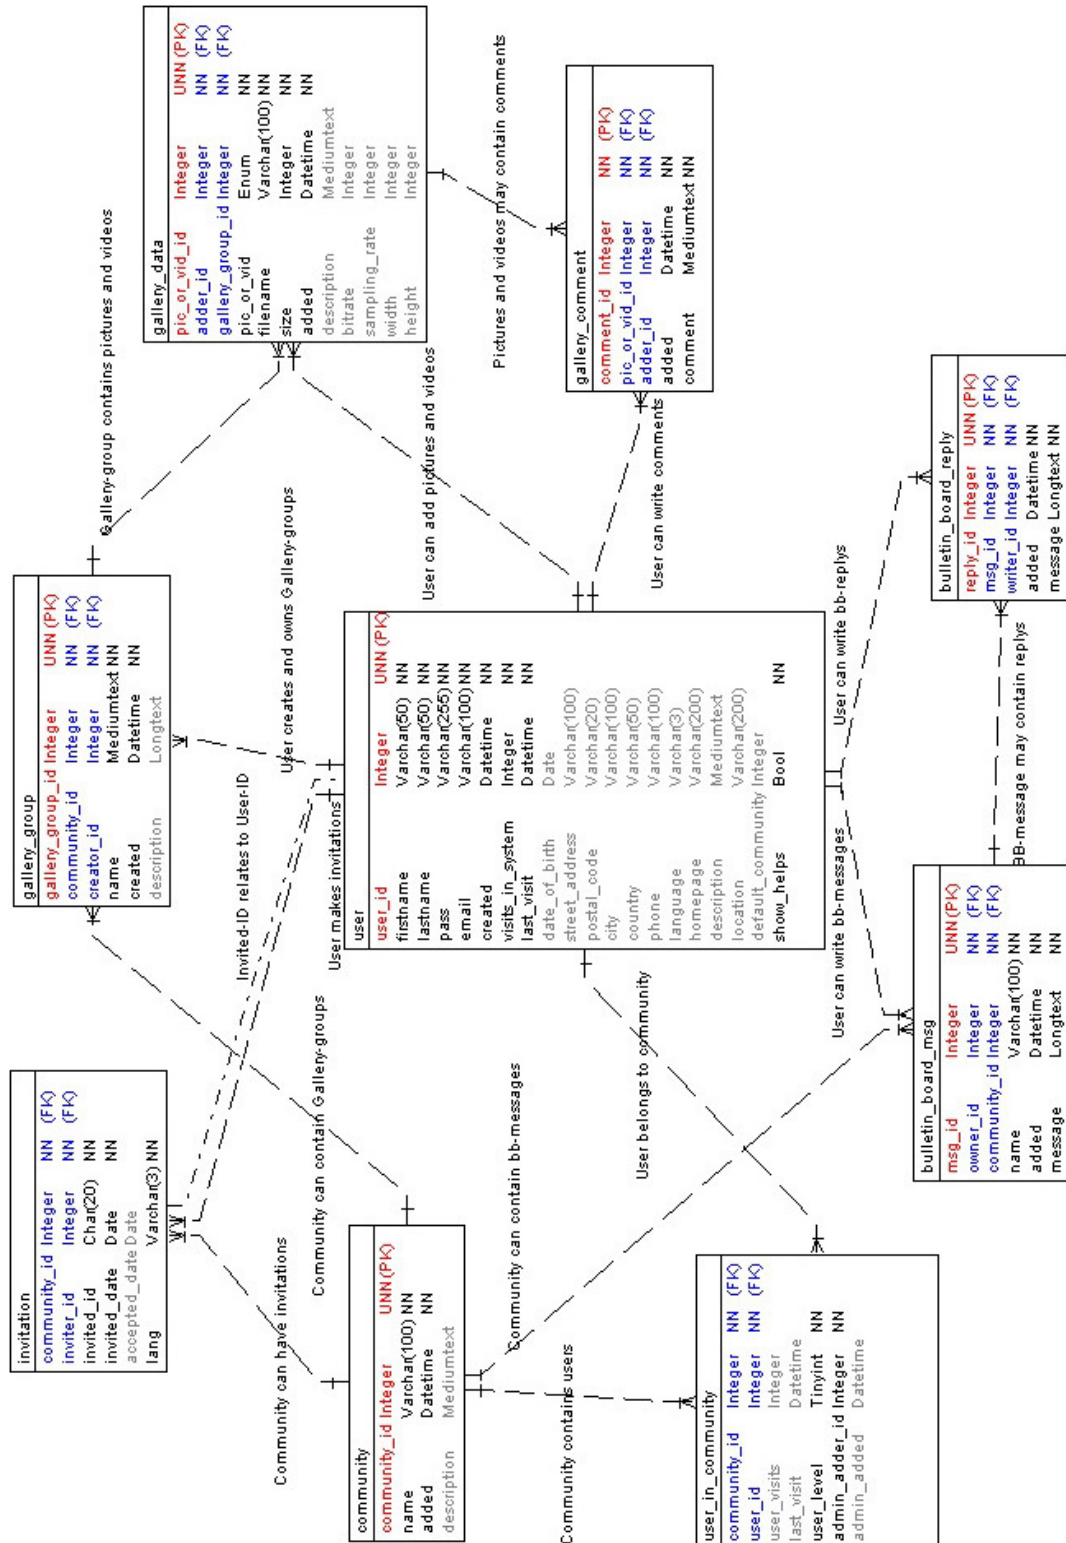 invitation
community_id Integer NN (FK)
inviter_id Integer NN (FK)
invited_id Char(20) NN
invited_date Date NN
accepted_date Date
lang Varchar(3) NN
gallery_group
gallery_group_id Integer UNN (PK)
community_id Integer NN (FK)
creator_id Integer NN (FK)
name Mediumtext NN
created Datetime NN
description Longtext
gallery_data
pic_or_vid_id Integer UNN (PK)
adder_id Integer NN (FK)
gallery_group_id Integer NN (FK)
pic_or_vid Enum NN
filename Varchar(100) NN
size Integer NN
added Datetime NN
description Mediumtext
bitrate Integer
sampling_rate Integer
width Integer
height Integer
Gallery-group contains pictures and videos
Invited-ID relates to User-ID
User creates and owns Gallery-groups
User makes invitations
Community can have invitations
Community can contain Gallery-groups
User can add pictures and videos
Pictures and videos may contain comments
community
community_id Integer UNN (PK)
name Varchar(100) NN
added Datetime NN
description Mediumtext
user
user_id Integer UNN (PK)
firstname Varchar(50) NN
lastname Varchar(50) NN
pass Varchar(255) NN
email Varchar(100) NN
created Datetime NN
visits_in_system Integer NN
last_visit Datetime NN
date_of_birth Date
street_address Varchar(100)
postal_code Varchar(20)
city Varchar(100)
country Varchar(50)
phone Varchar(100)
language Varchar(3)
homepage Varchar(200)
description Mediumtext
location Varchar(200)
default_community Integer
show_helps Bool NN
gallery_comment
comment_id Integer NN (PK)
pic_or_vid_id Integer NN (FK)
adder_id Integer NN (FK)
added Datetime NN
comment Mediumtext NN
User can write comments
Community can contain bb-messages
Community contains users
User belongs to community
User can write bb-messages
User can write bb-replys
user_in_community
community_id Integer NN (FK)
user_id Integer NN (FK)
user_visits Integer
last_visit Datetime
user_level Tinyint NN
admin_adder_id Integer NN
admin_added Datetime
bulletin_board_msg
msg_id Integer UNN (PK)
owner_id Integer NN (FK)
community_id Integer NN (FK)
name Varchar(100) NN
added Datetime NN
message Longtext NN
BB-message may contain replys
bulletin_board_reply
reply_id Integer UNN (PK)
msg_id Integer NN (FK)
writer_id Integer NN (FK)
added Datetime NN
message Longtext NN